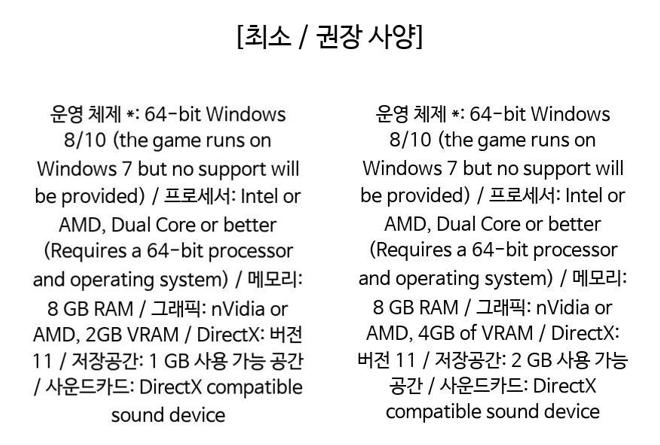 [최소 / 권장 사양]
운영 체제 *: 64-bit Windows
8/10 (the game runs on
Windows 7 but no support will
be provided) / 프로세서: Intel or
AMD, Dual Core or better
(Requires a 64-bit processor
and operating system) / 메모리:
8 GB RAM / 그래픽: nVidia or
AMD, 2GB VRAM / DirectX: 버전
11 / 저장공간: 1 GB 사용 가능 공간
/ 사운드카드: DirectX compatible
sound device
운영 체제 *: 64-bit Windows
8/10 (the game runs on
Windows 7 but no support will
be provided) / 프로세서: Intel or
AMD, Dual Core or better
(Requires a 64-bit processor
and operating system) / 메모리:
8 GB RAM / 그래픽: nVidia or
AMD, 4GB of VRAM / DirectX:
버전 11 / 저장공간: 2 GB 사용 가능
공간 / 사운드카드: DirectX
compatible sound device